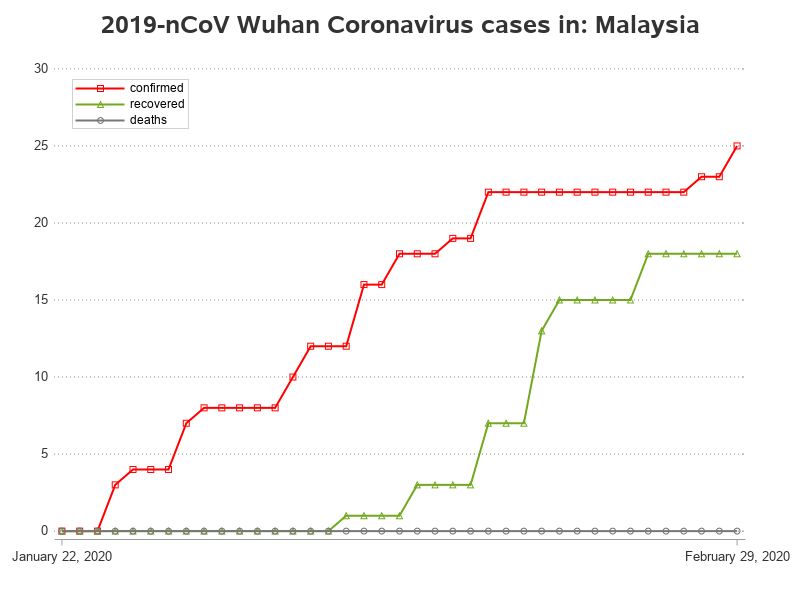 2019-nCoV Wuhan Coronavirus cases in: Malaysia
30
confirmed
recovered
deaths
25
20
15
10
5
0
January 22, 2020
February 29, 2020